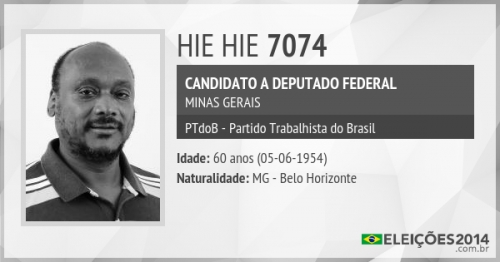 HIE HIE 7074
CANDIDATO A DEPUTADO FEDERAL
MINAS GERAIS
PTdoB - Partido Trabalhista do Brasil
Idade: 60 anos (05-06-1954)
Naturalidade: MG - Belo Horizonte
ELEIÇÕES2014
.com.br